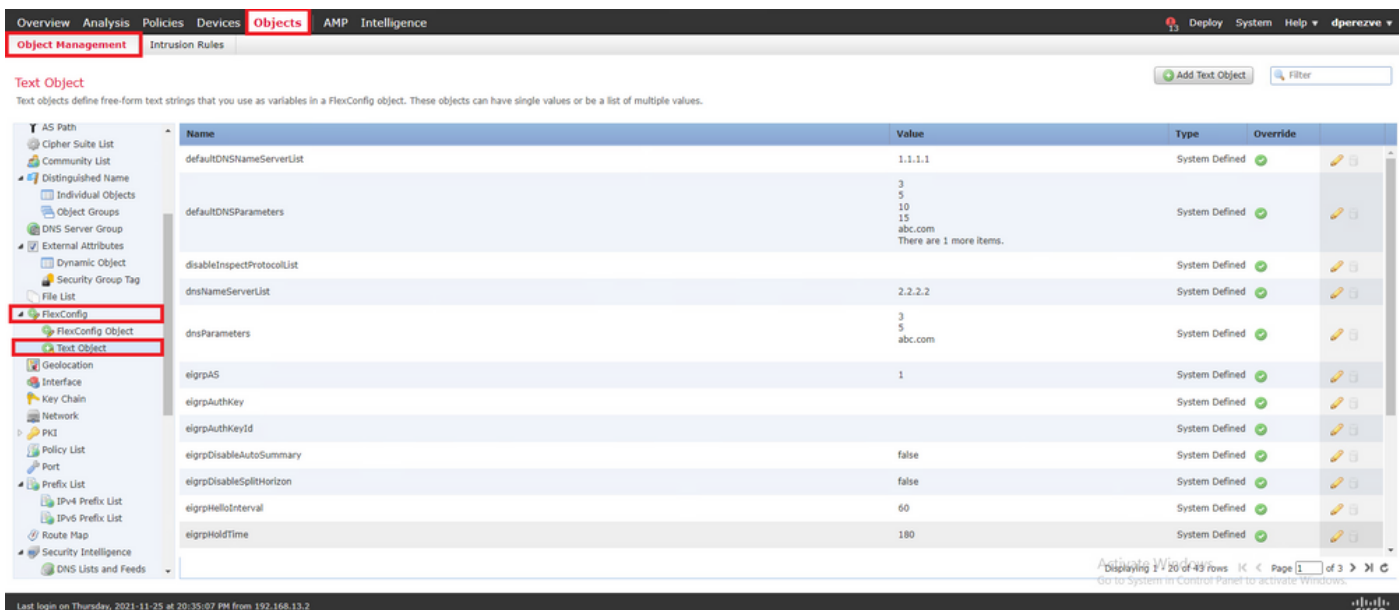 Overview Analysis Policies Devices Objects AMP Intelligence
13 Deploy System Help dperezve
Object Management Intrusion Rules
Text Object
Add Text Object Filter
Text objects define free-form text strings that you use as variables in a FlexConfig object. These objects can have single values or be a list of multiple values.
AS Path
Cipher Suite List
Community List
Distinguished Name
Individual Objects
Object Groups
DNS Server Group
External Attributes
Dynamic Object
Security Group Tag
File List
FlexConfig
FlexConfig Object
Text Object
Geolocation
Interface
Key Chain
Network
PKI
Policy List
Port
Prefix List
IPv4 Prefix List
IPv6 Prefix List
Route Map
Security Intelligence
DNS Lists and Feeds
Name Value Type Override
defaultDNSNameServerList 1.1.1.1 System Defined
defaultDNSParameters
3
5
10
15
abc.com
There are 1 more items.
System Defined
disableInspectProtocolList System Defined
dnsNameServerList 2.2.2.2 System Defined
dnsParameters
3
5
abc.com
System Defined
eigrpAS 1 System Defined
eigrpAuthKey System Defined
eigrpAuthKeyId System Defined
eigrpDisableAutoSummary false System Defined
eigrpDisableSplitHorizon false System Defined
eigrpHelloInterval 60 System Defined
eigrpHoldTime 180 System Defined
Activate Windows
Displaying 1 - 20 of 49 rows Page 1 of 3
Go to System in Control Panel to activate Windows.
Last login on Thursday, 2021-11-25 at 20:35:07 PM from 192.168.13.2
cisco